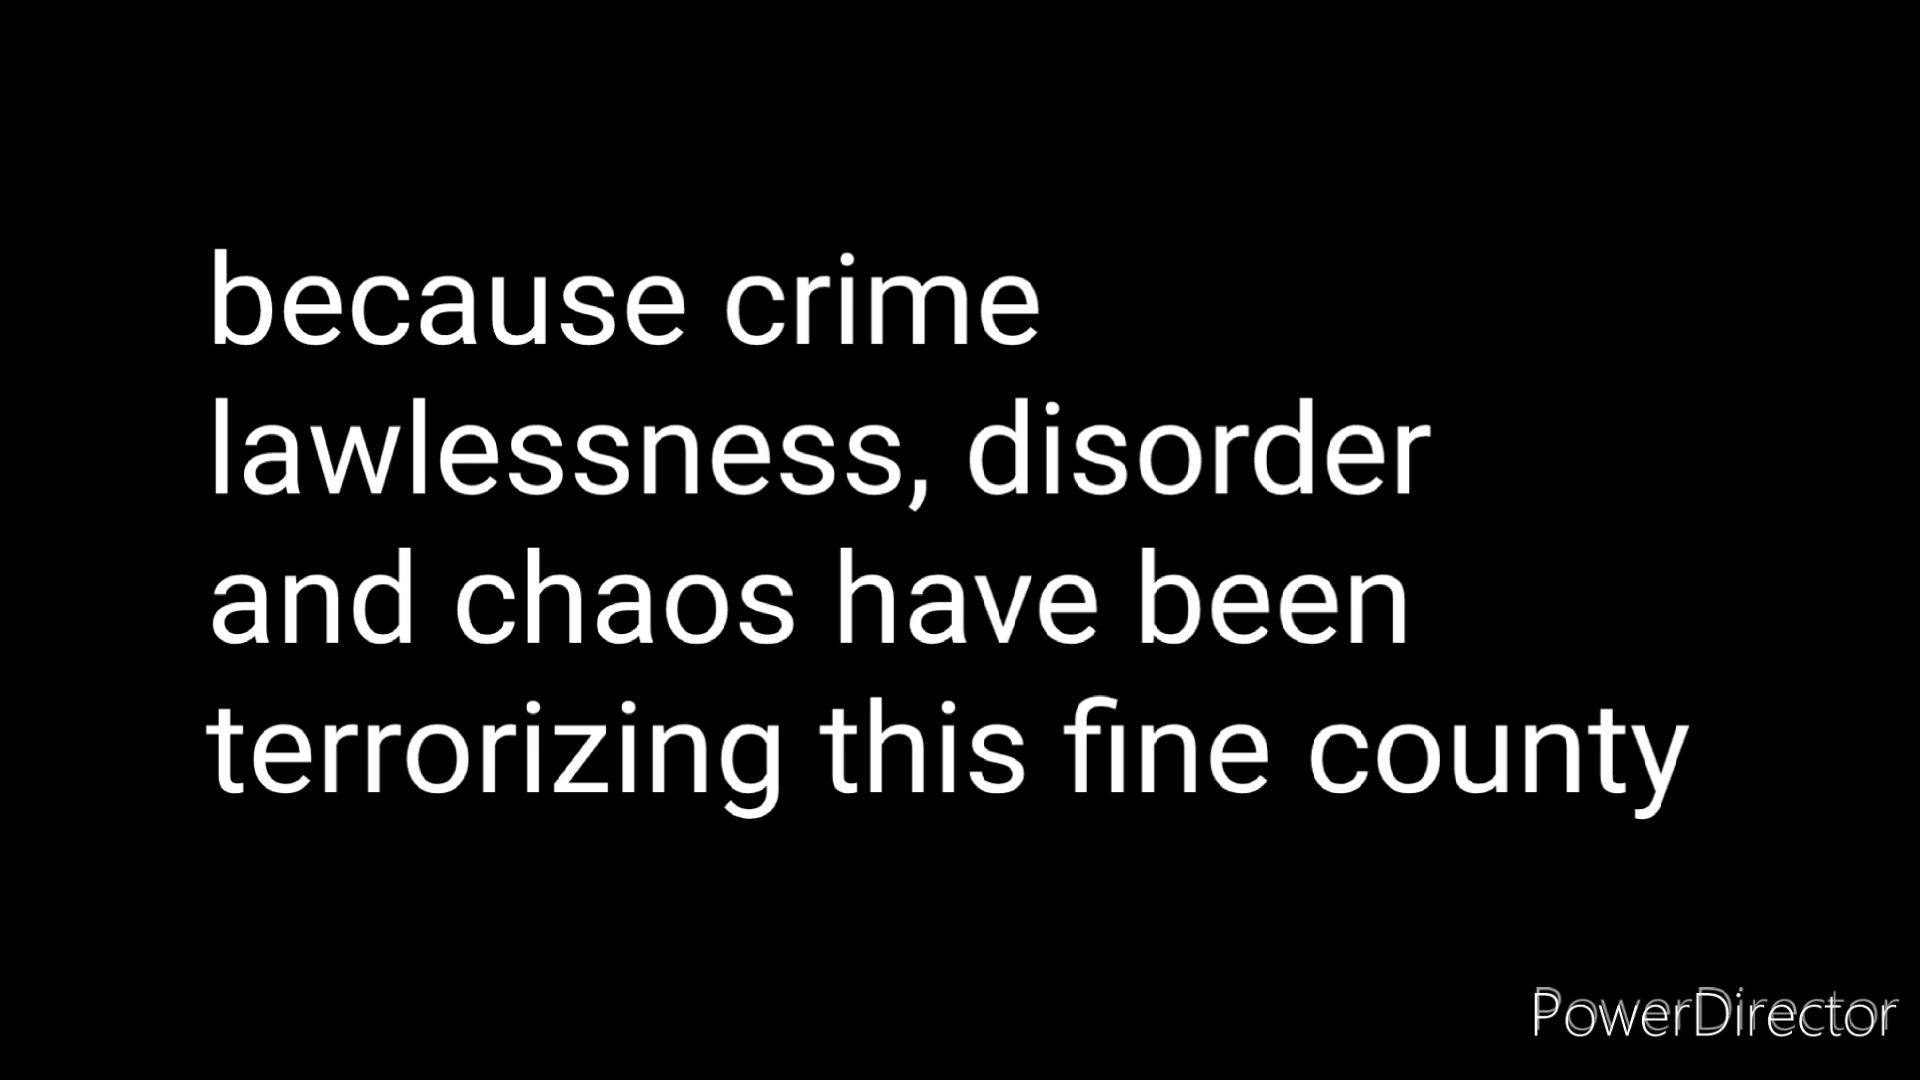 because crime
lawlessness, disorder
and chaos have been
terrorizing this fine county
PowerDirector